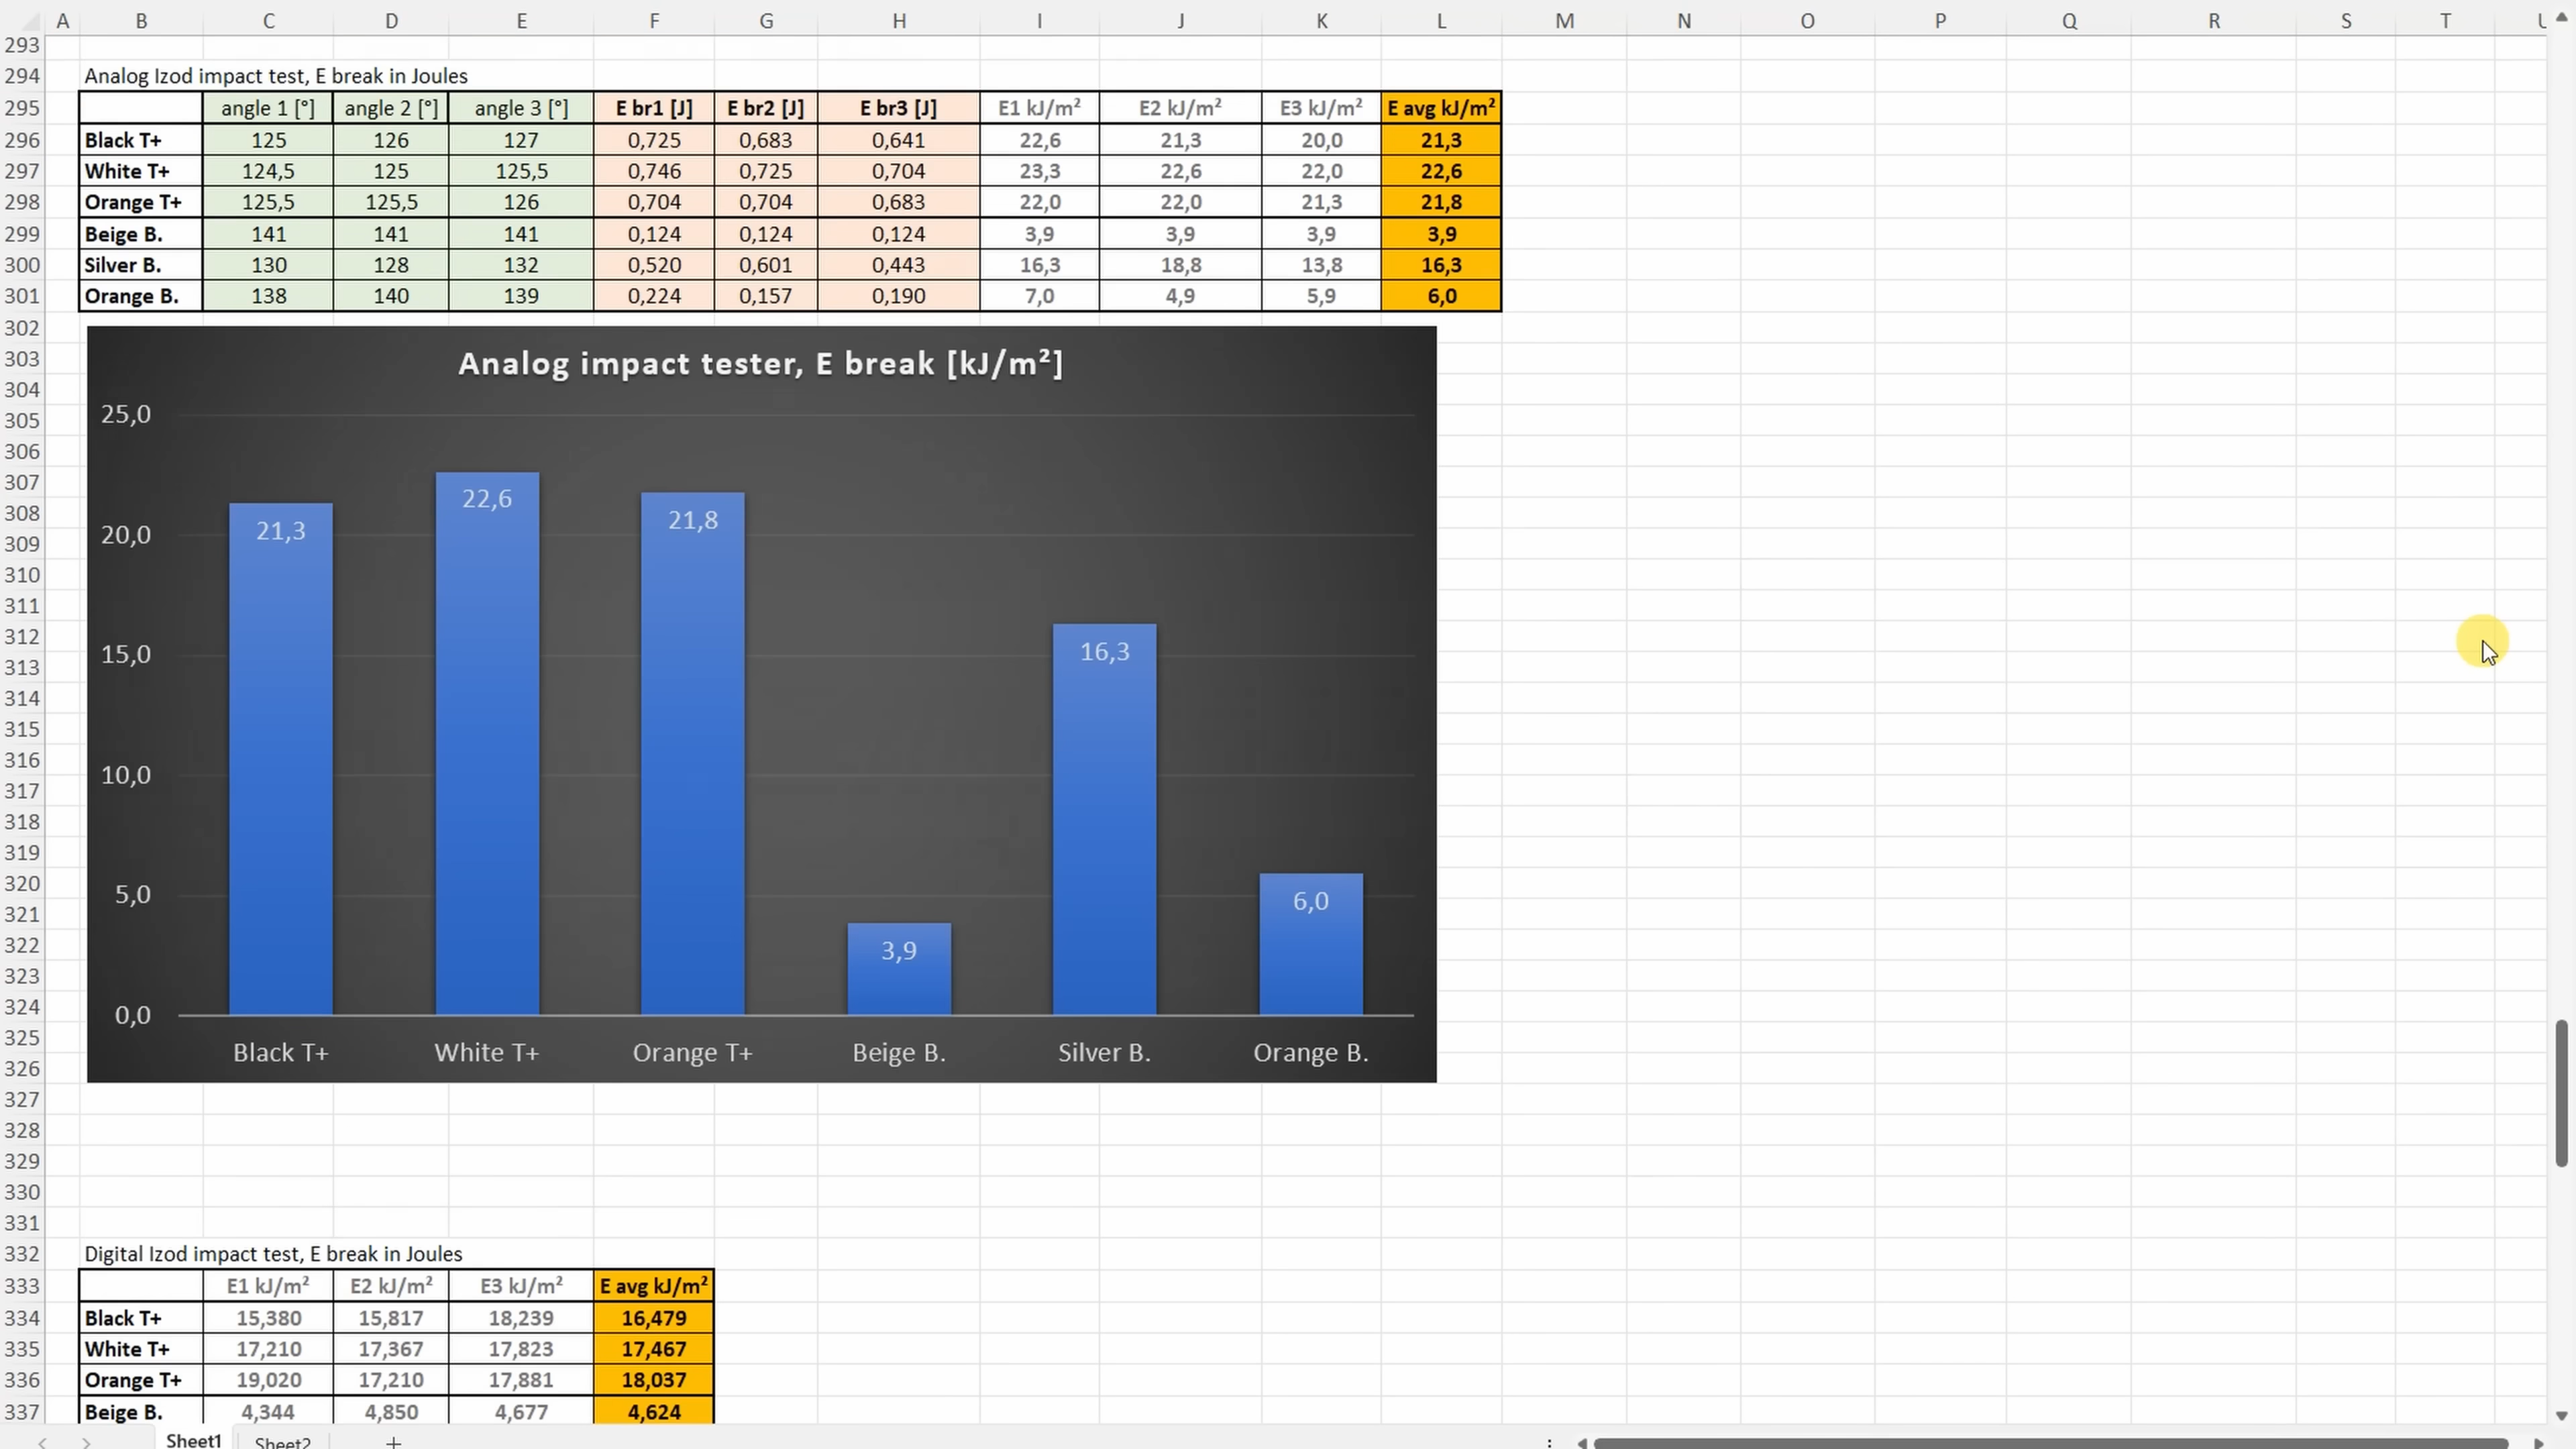 A B C D E F G H I J K L M N O P Q R S T
293
294 Analog Izod impact test, E break in Joules
295 angle 1 [°] angle 2 [°] angle 3 [°] E br1 [J] E br2 [J] E br3 [J] E1 kJ/m² E2 kJ/m² E3 kJ/m² E avg kJ/m²
296 Black T+ 125 126 127 0,725 0,683 0,641 22,6 21,3 20,0 21,3
297 White T+ 124,5 125 125,5 0,746 0,725 0,704 23,3 22,6 22,0 22,6
298 Orange T+ 125,5 125,5 126 0,704 0,704 0,683 22,0 22,0 21,3 21,8
299 Beige B. 141 141 141 0,124 0,124 0,124 3,9 3,9 3,9 3,9
300 Silver B. 130 128 132 0,520 0,601 0,443 16,3 18,8 13,8 16,3
301 Orange B. 138 140 139 0,224 0,157 0,190 7,0 4,9 5,9 6,0
302
303 Analog impact tester, E break [kJ/m²]
304
305 25,0
306
307 22,6
308 21,3 21,8
309 20,0
310
311
312
313 15,0 16,3
314
315
316
317 10,0
318
319
320 5,0
321 6,0
322 3,9
323
324 0,0
325
326 Black T+ White T+ Orange T+ Beige B. Silver B. Orange B.
327
328
329
330
331
332 Digital Izod impact test, E break in Joules
333 E1 kJ/m² E2 kJ/m² E3 kJ/m² E avg kJ/m²
334 Black T+ 15,380 15,817 18,239 16,479
335 White T+ 17,210 17,367 17,823 17,467
336 Orange T+ 19,020 17,210 17,881 18,037
337 Beige B. 4,344 4,850 4,677 4,624
Sheet1 Sheet2 +